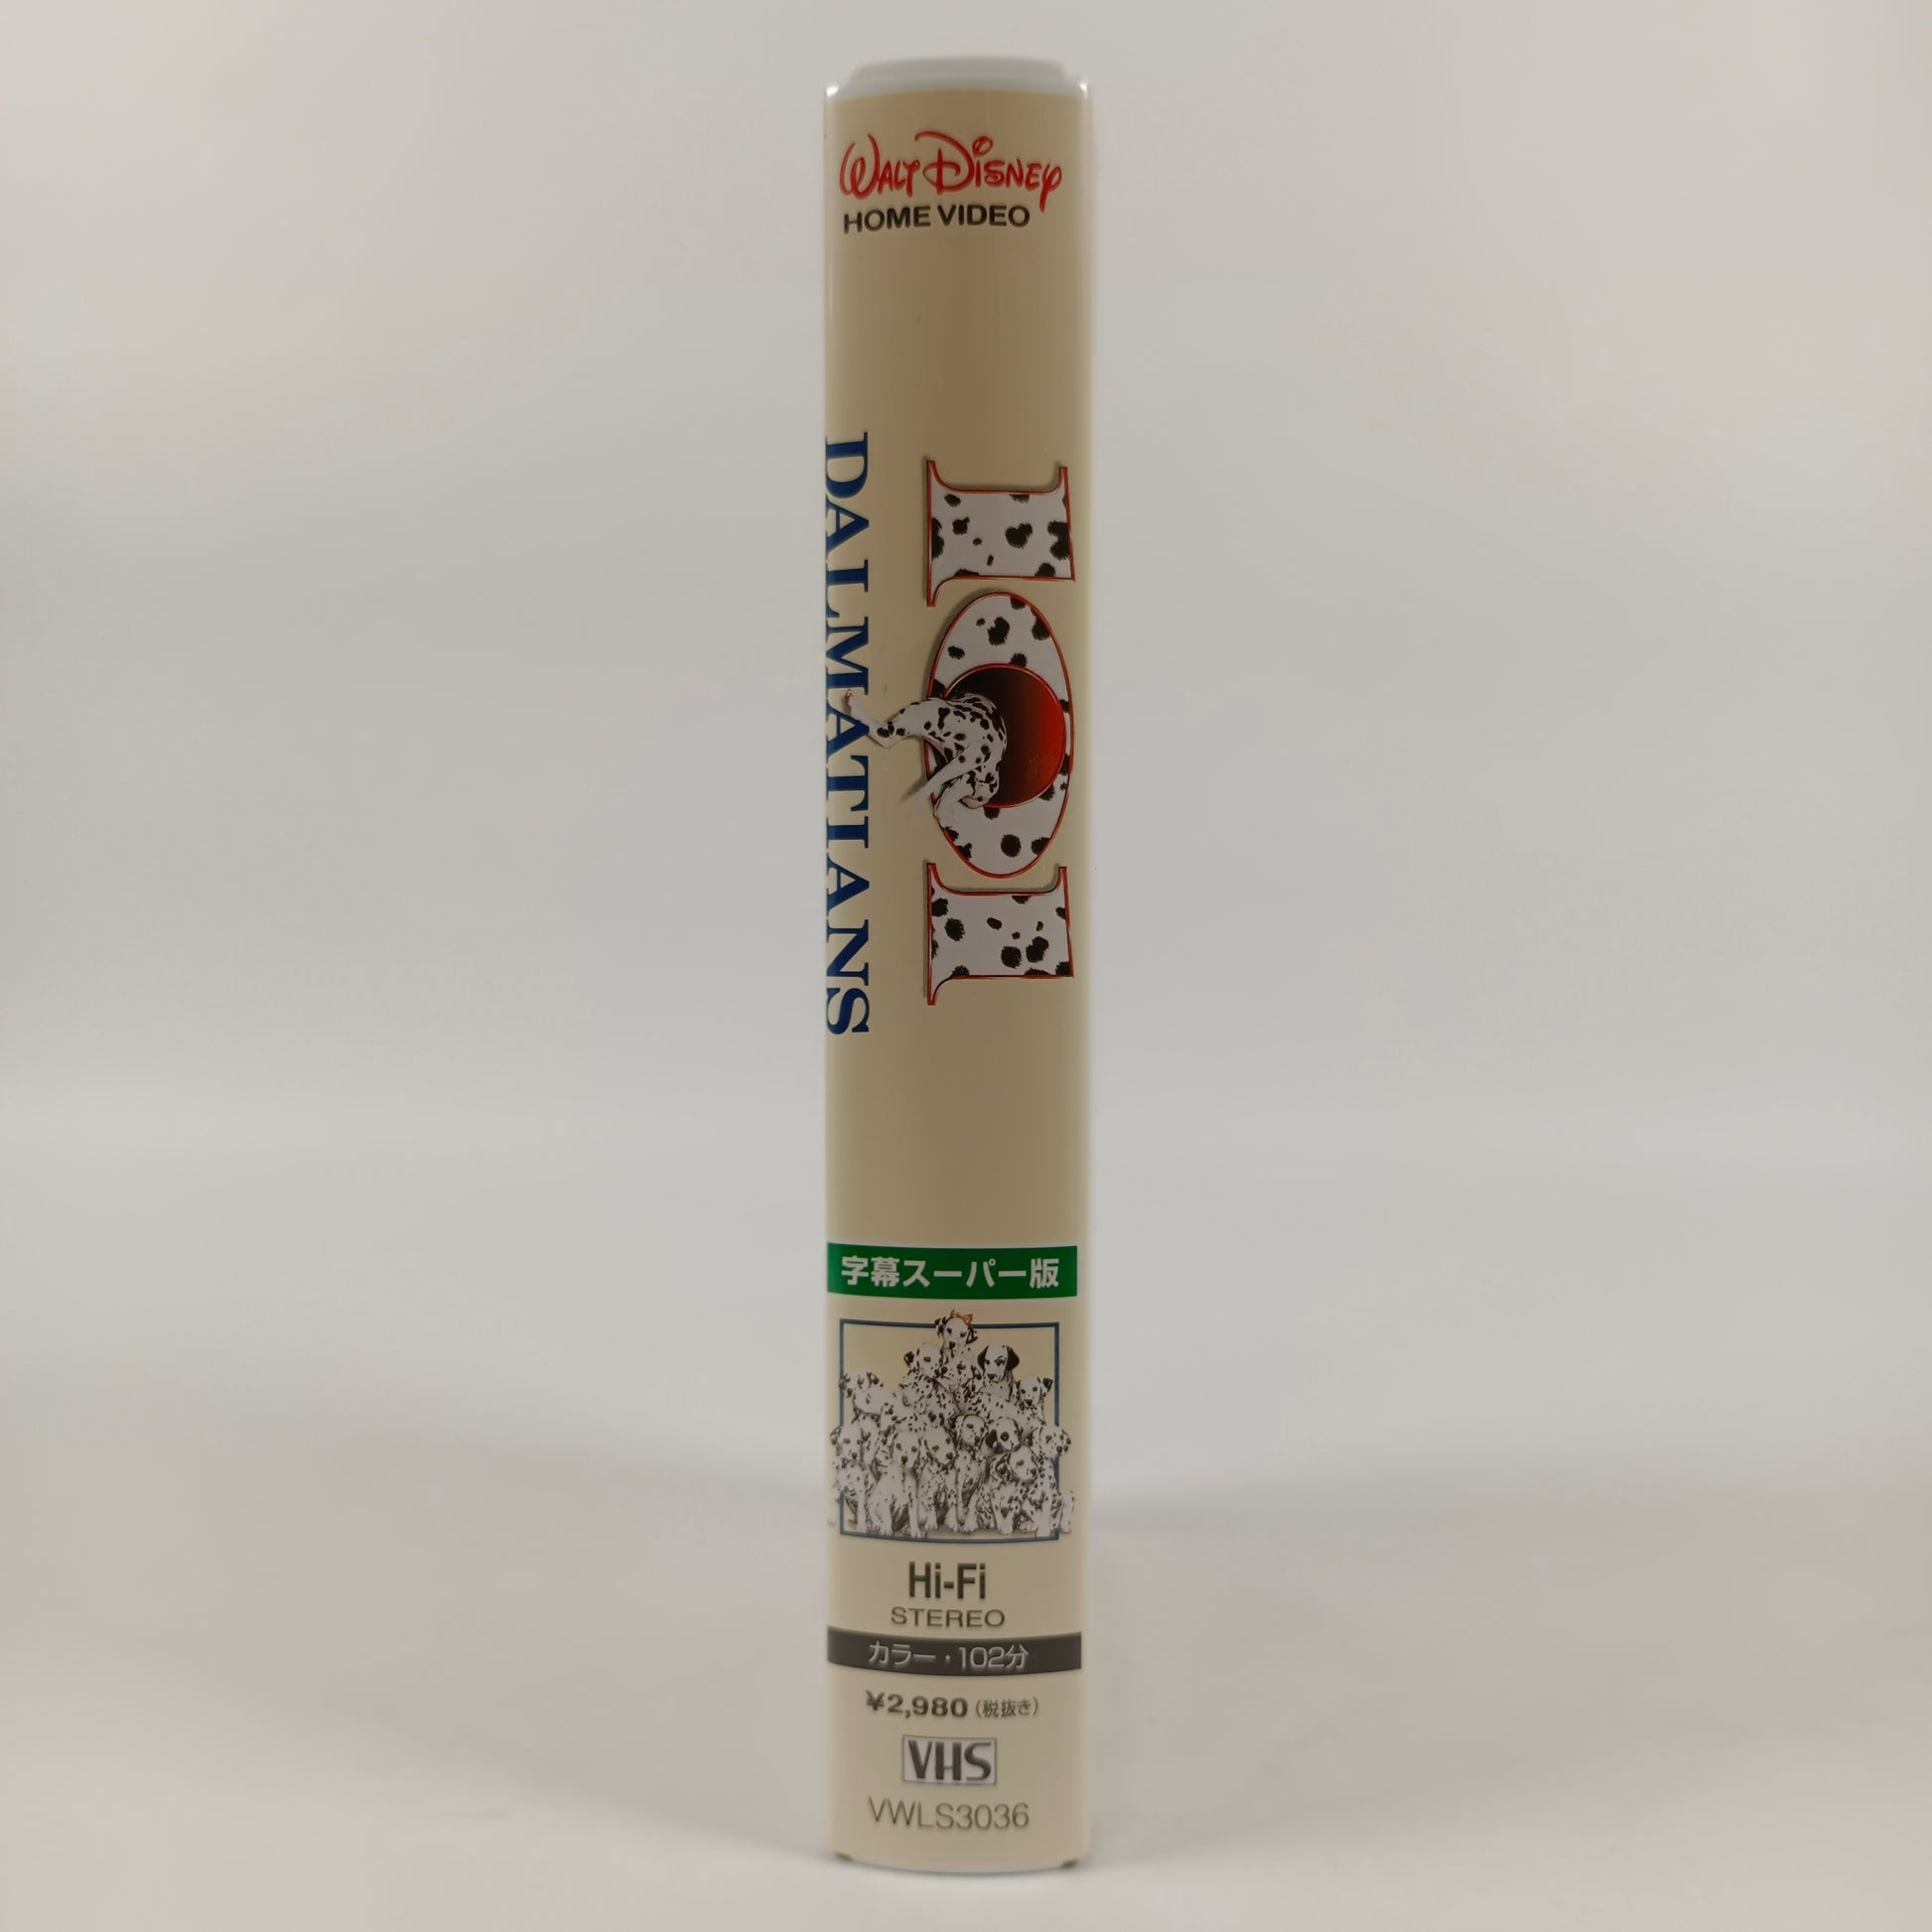 WALT DISNEY
HOME VIDEO
101
DALMATIANS
字幕スーパー版
Hi-Fi
STEREO
カラー・102分
¥2,980(税抜き)
VHS
VWLS3036